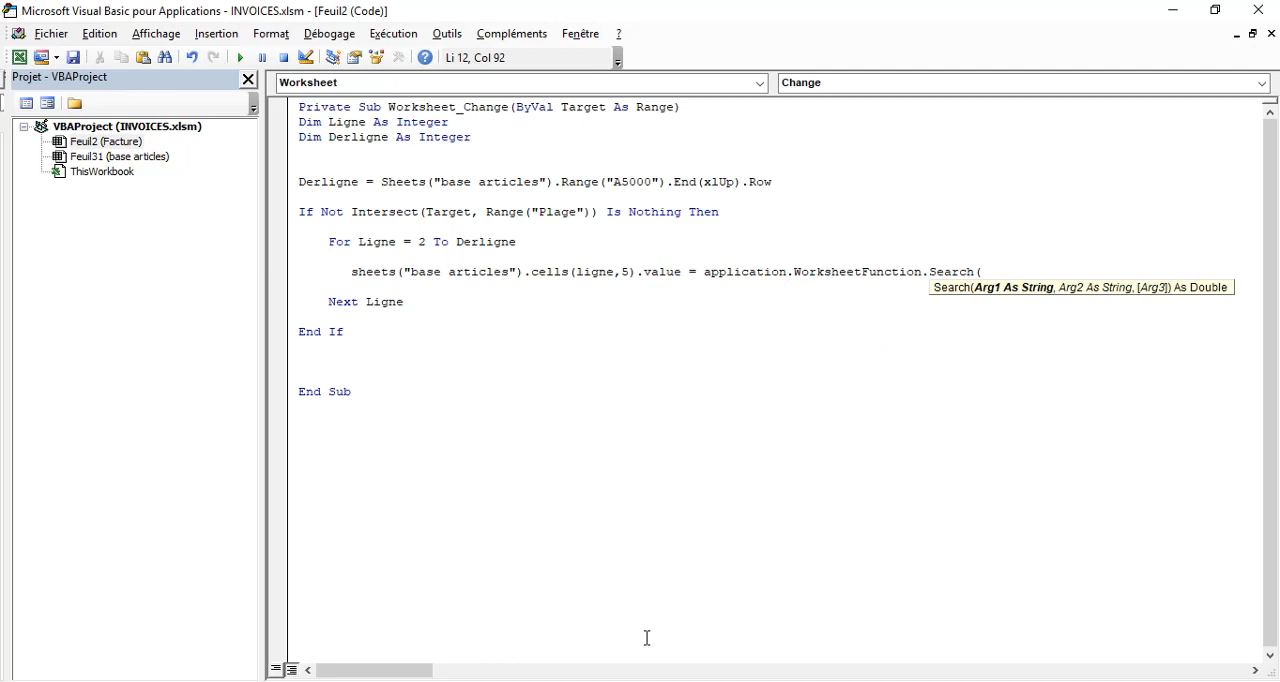 Microsoft Visual Basic pour Applications - INVOICES.xlsm - [Feuil2 (Code)]
Fichier Edition Affichage Insertion Format Débogage Exécution Outils Compléments Fenêtre ?
Li 12, Col 92
Projet - VBAProject
Worksheet Change
VBAProject (INVOICES.xlsm)
Feuil2 (Facture)
Feuil31 (base articles)
ThisWorkbook
Private Sub Worksheet_Change(ByVal Target As Range)
Dim Ligne As Integer
Dim Derligne As Integer
Derligne = Sheets("base articles").Range("A5000").End(xlUp).Row
If Not Intersect(Target, Range("Plage")) Is Nothing Then
For Ligne = 2 To Derligne
sheets("base articles").cells(ligne,5).value = application.WorksheetFunction.Search(
Search(Arg1 As String, Arg2 As String, [Arg3]) As Double
Next Ligne
End If
End Sub